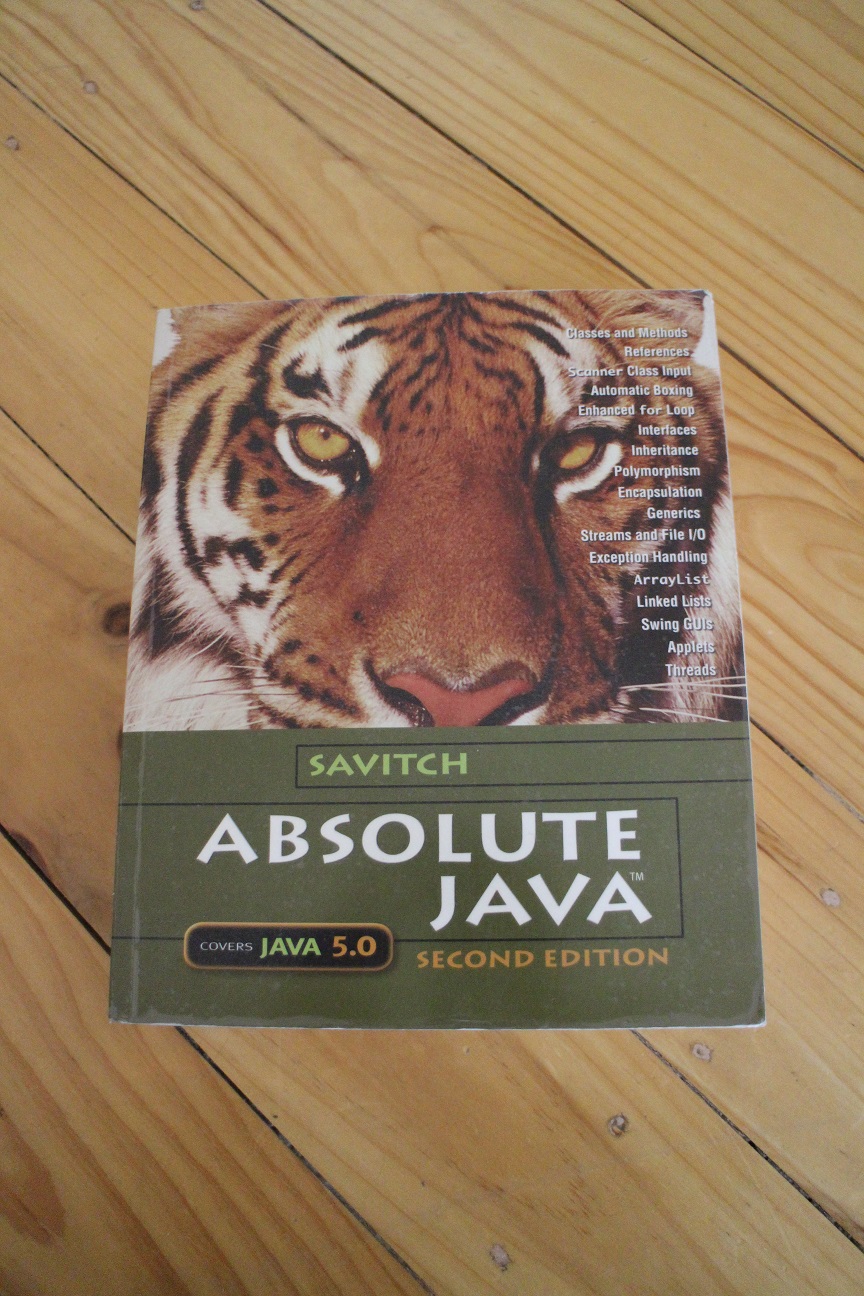 Classes and Methods
References
Scanner Class Input
Automatic Boxing
Enhanced for Loop
Interfaces
Inheritance
Polymorphism
Encapsulation
Generics
Streams and File I/O
Exception Handling
ArrayList
Linked Lists
Swing GUIs
Applets
Threads
SAVITCH
ABSOLUTE
JAVA™
COVERS JAVA 5.0
SECOND EDITION